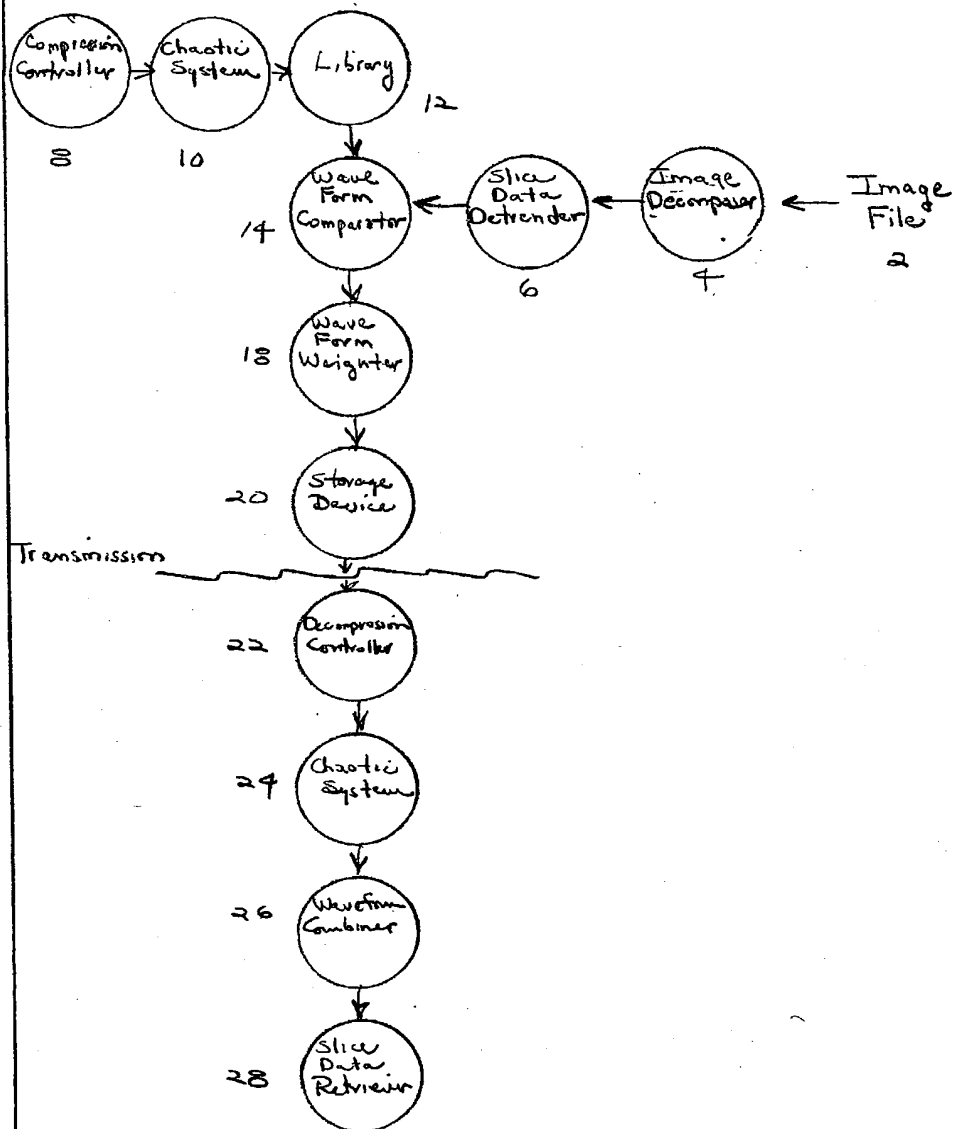 Compression
Controller
8
Chaotic
System
10
Library
12
Wave
Form
Comparator
14
Slice
Data
Detrender
6
Image
Decomposer
4
Image
File
2
Wave
Form
Weighter
18
Storage
Device
20
Transmission
Decompression
Controller
22
Chaotic
System
24
Waveform
Combiner
26
Slice
Data
Retriever
28